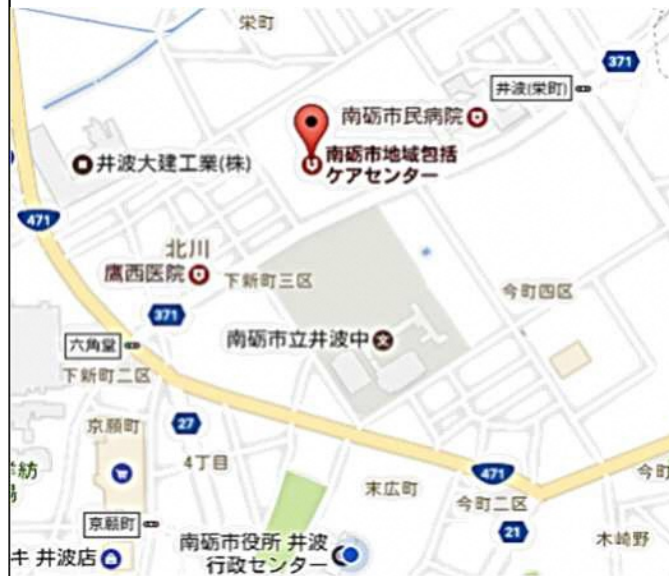 栄町
371
井波(栄町)
南砺市民病院
南砺市地域包括
ケアセンター
井波大建工業(株)
471
北川
鷹西医院
下新町三区
今町四区
371
南砺市立井波中
六角堂
下新町二区
京願町
27
4丁目
471
末広町
今町二区
今町
21
木崎野
京願町
南砺市役所 井波
行政センター
キ 井波店